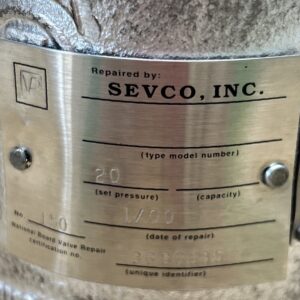 VR
Repaired by:
SEVCO, INC.
(type model number)
20
(set pressure) (capacity)
No.
(date of repair)
National Board Valve Repair
certification no.
(unique identifier)